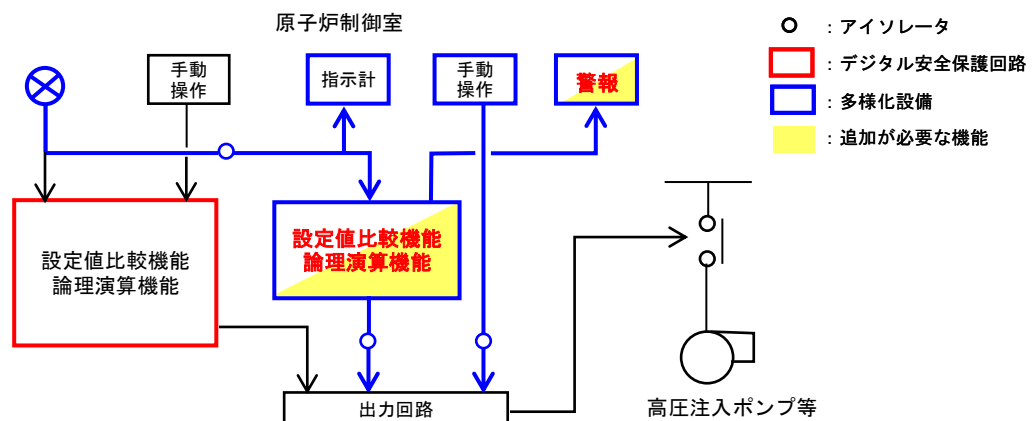 原子炉制御室
手動
操作
指示計
手動
操作
警報
：アイソレータ
：デジタル安全保護回路
：多様化設備
：追加が必要な機能
設定値比較機能
論理演算機能
設定値比較機能
論理演算機能
出力回路
高圧注入ポンプ等